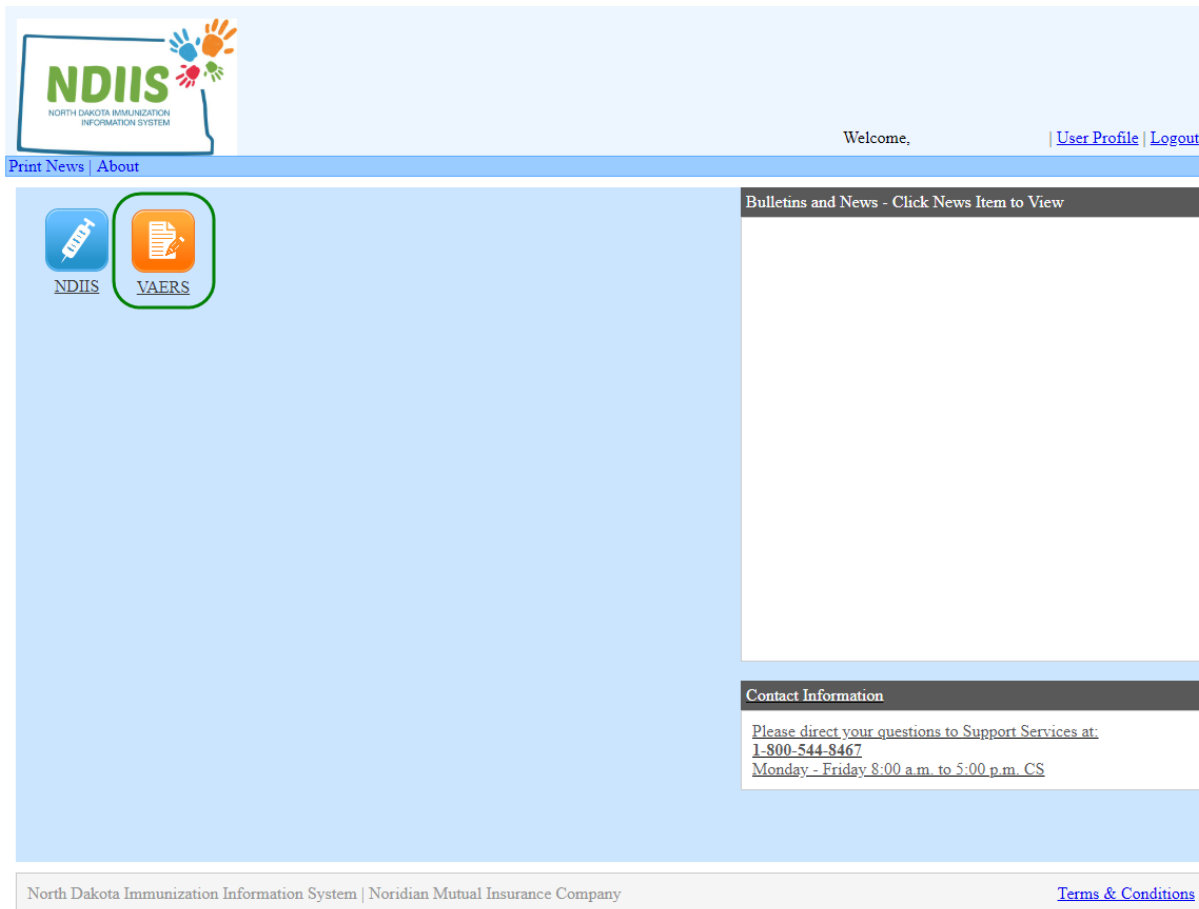 NDIIS
NORTH DAKOTA IMMUNIZATION
INFORMATION SYSTEM
Welcome, | User Profile | Logout
Print News | About
Bulletins and News - Click News Item to View
NDIIS VAERS
Contact Information
Please direct your questions to Support Services at:
1-800-544-8467
Monday - Friday 8:00 a.m. to 5:00 p.m. CS
North Dakota Immunization Information System | Noridian Mutual Insurance Company Terms & Conditions